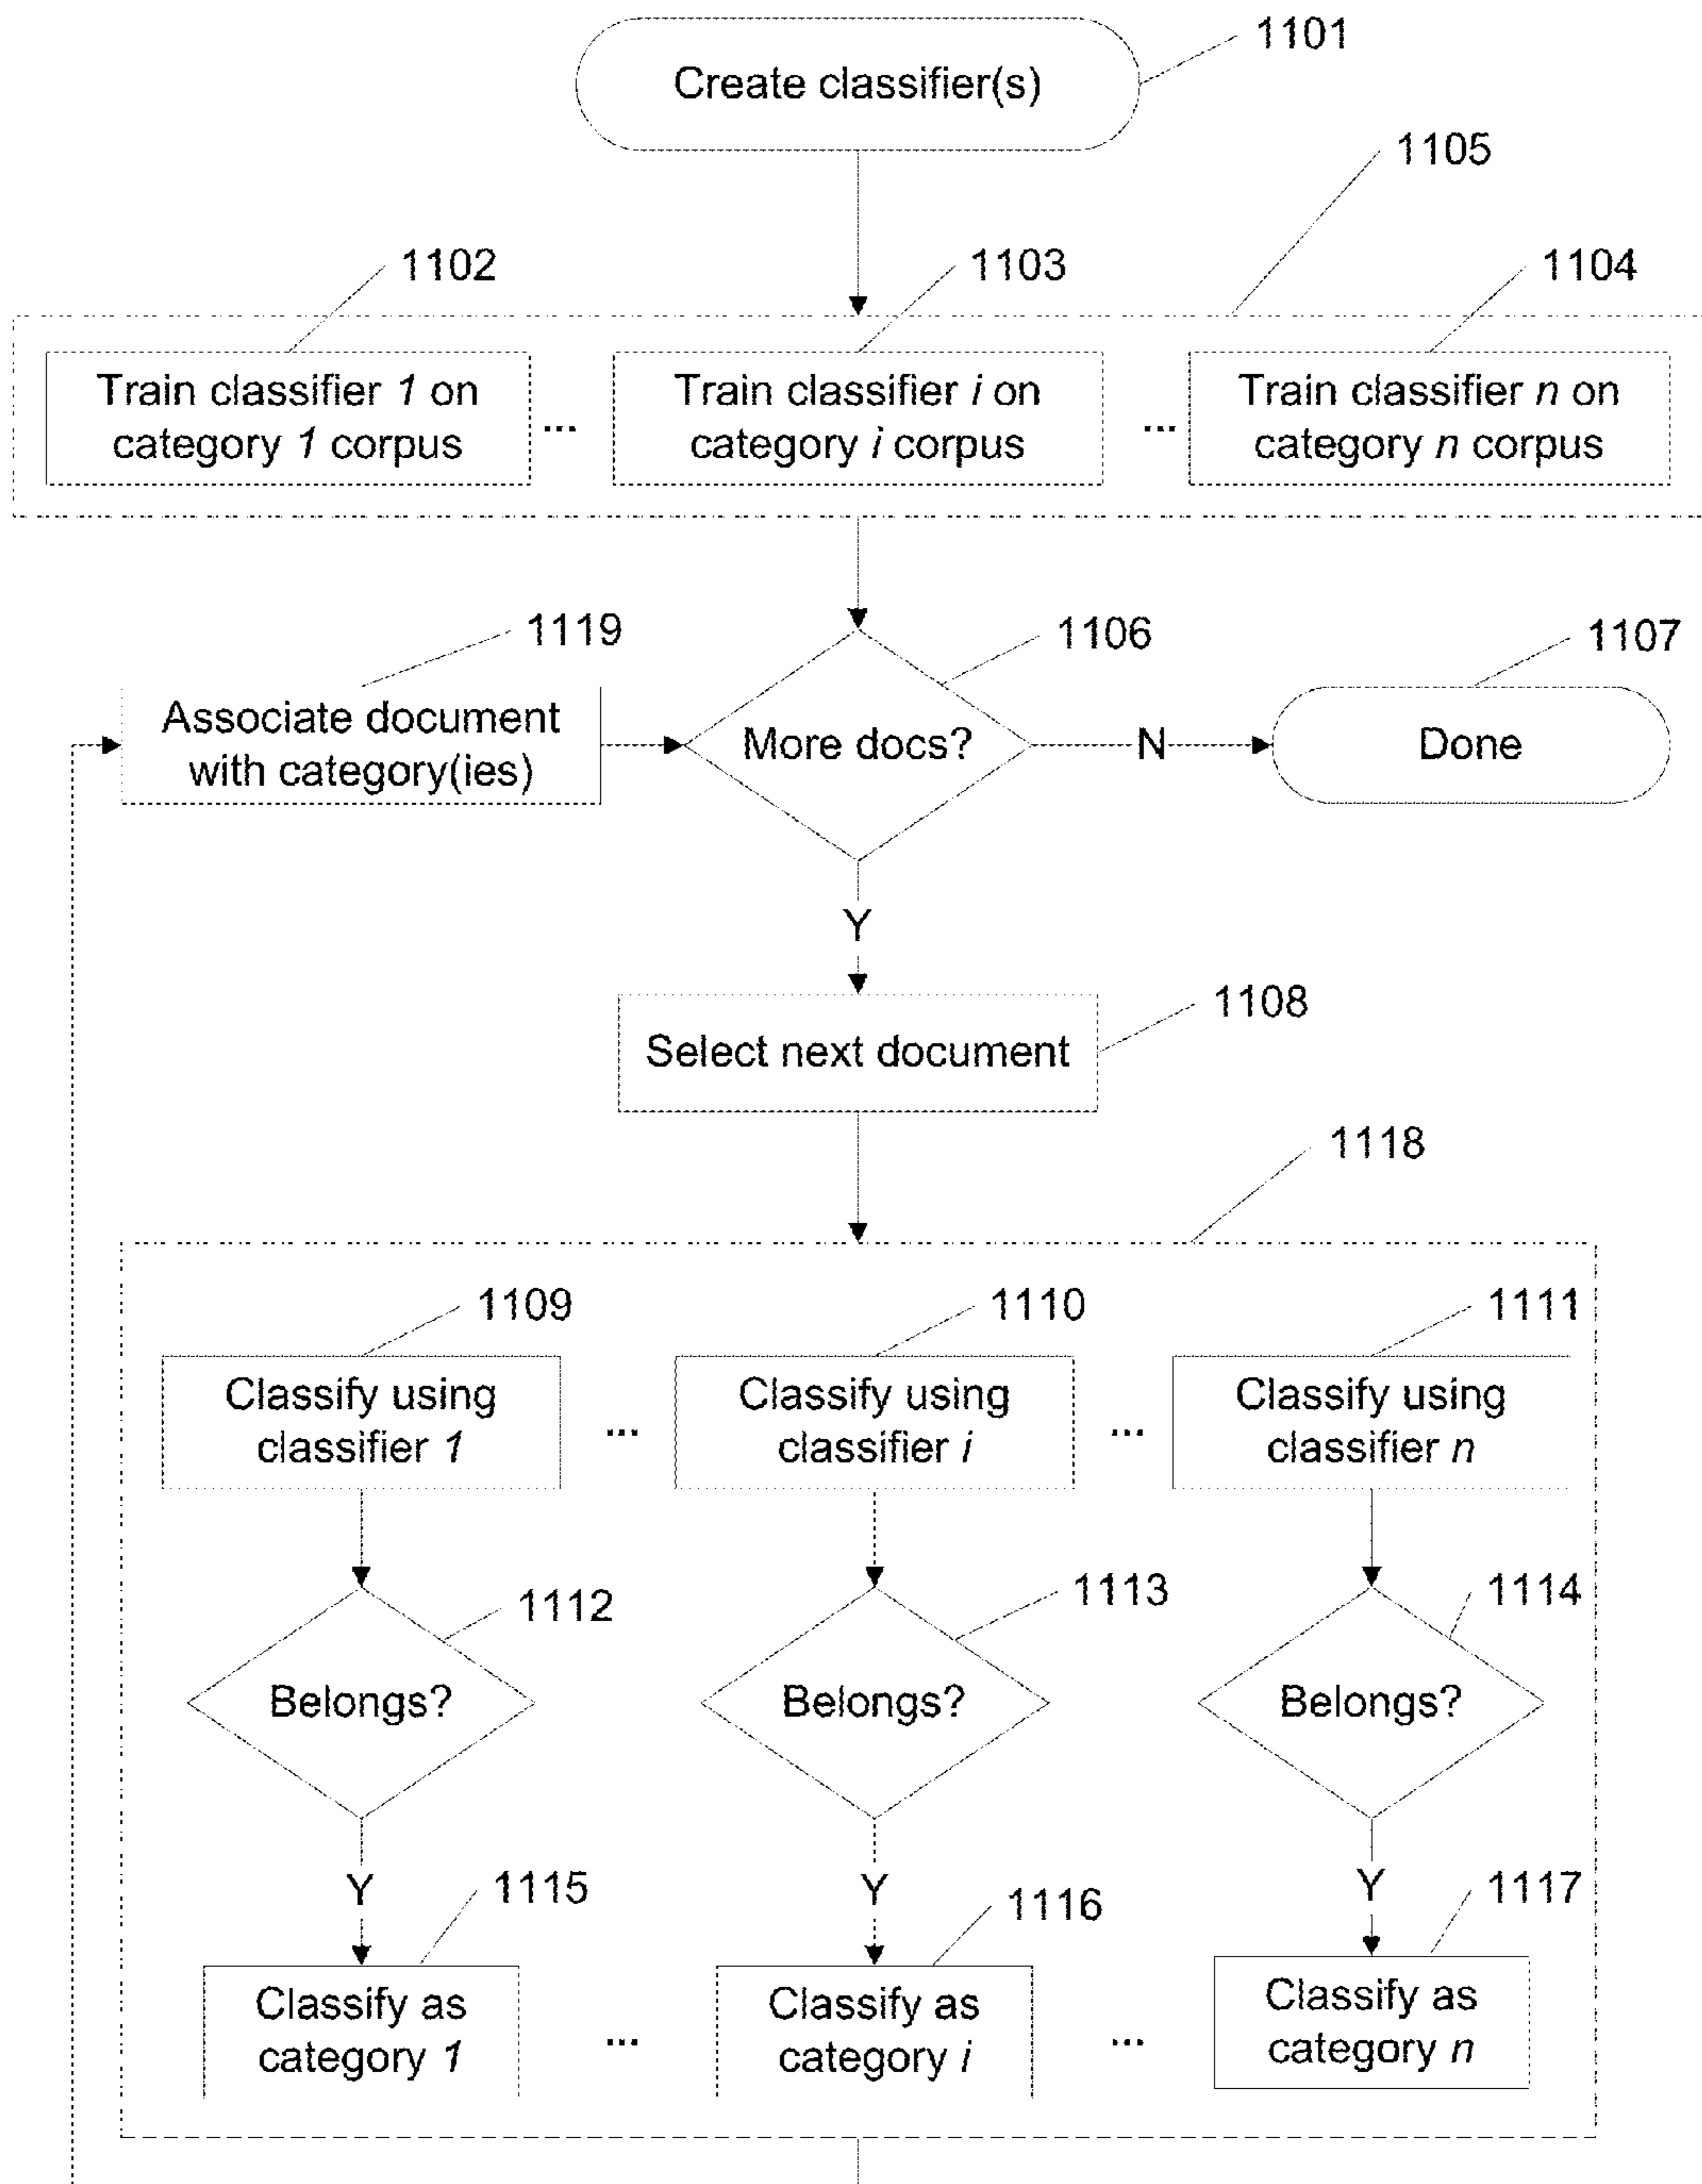 1101
Create classifier(s)
1105
1102
1103
1104
Train classifier 1 on
category 1 corpus
...
Train classifier i on
category i corpus
...
Train classifier n on
category n corpus
1119
1106
1107
Associate document
with category(ies)
More docs?
N
Done
Y
1108
Select next document
1118
1109
1110
1111
Classify using
classifier 1
...
Classify using
classifier i
...
Classify using
classifier n
1112
1113
1114
Belongs?
Belongs?
Belongs?
Y
Y
Y
1115
1116
1117
Classify as
category 1
...
Classify as
category i
...
Classify as
category n